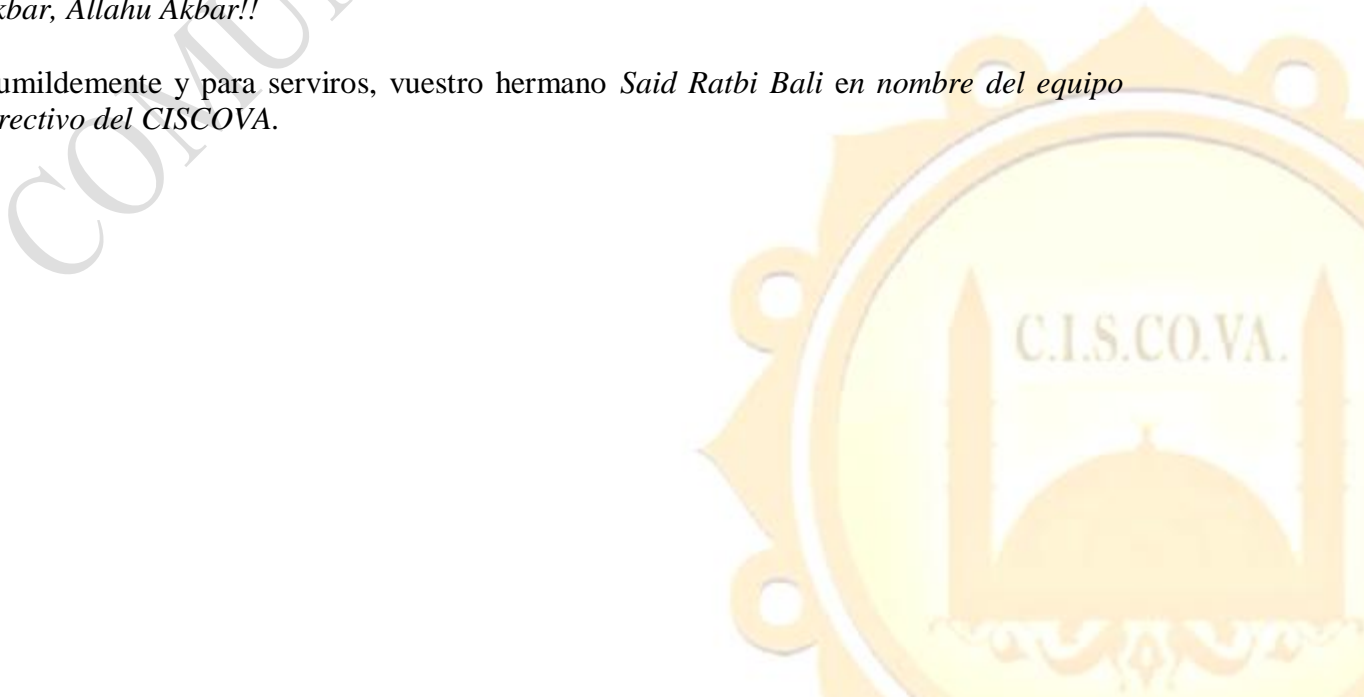 kbar, Allahu Akbar!!
umildemente y para serviros, vuestro hermano Said Ratbi Bali en nombre del equipo
rectivo del CISCOVA.
COMU
C.I.S.CO.VA.